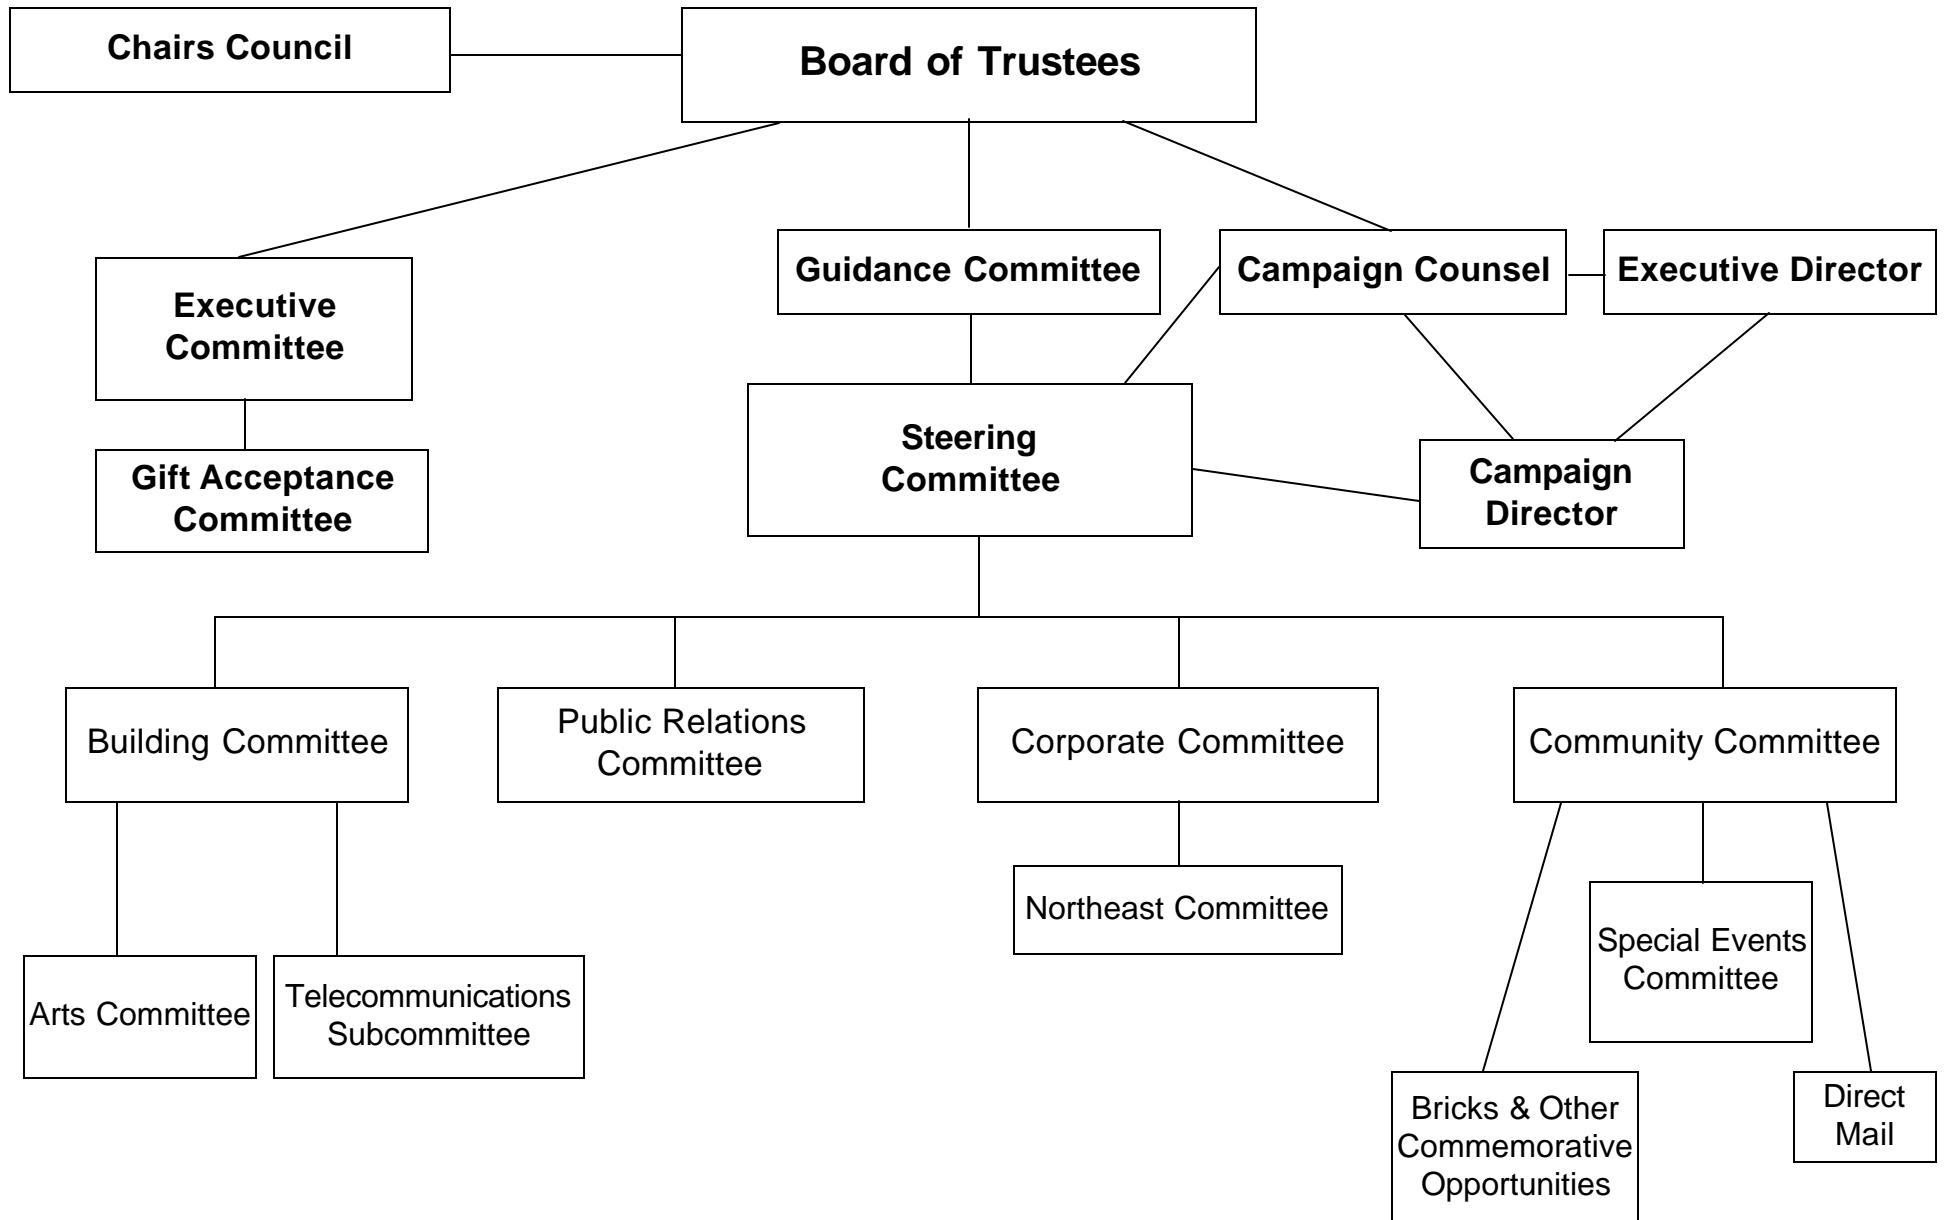 Chairs Council
Board of Trustees
Guidance Committee
Campaign Counsel
Executive Director
Executive
Committee
Steering
Committee
Gift Acceptance
Committee
Campaign
Director
Building Committee
Public Relations
Committee
Corporate Committee
Community Committee
Northeast Committee
Special Events
Committee
Arts Committee
Telecommunications
Subcommittee
Bricks & Other
Commemorative
Opportunities
Direct
Mail